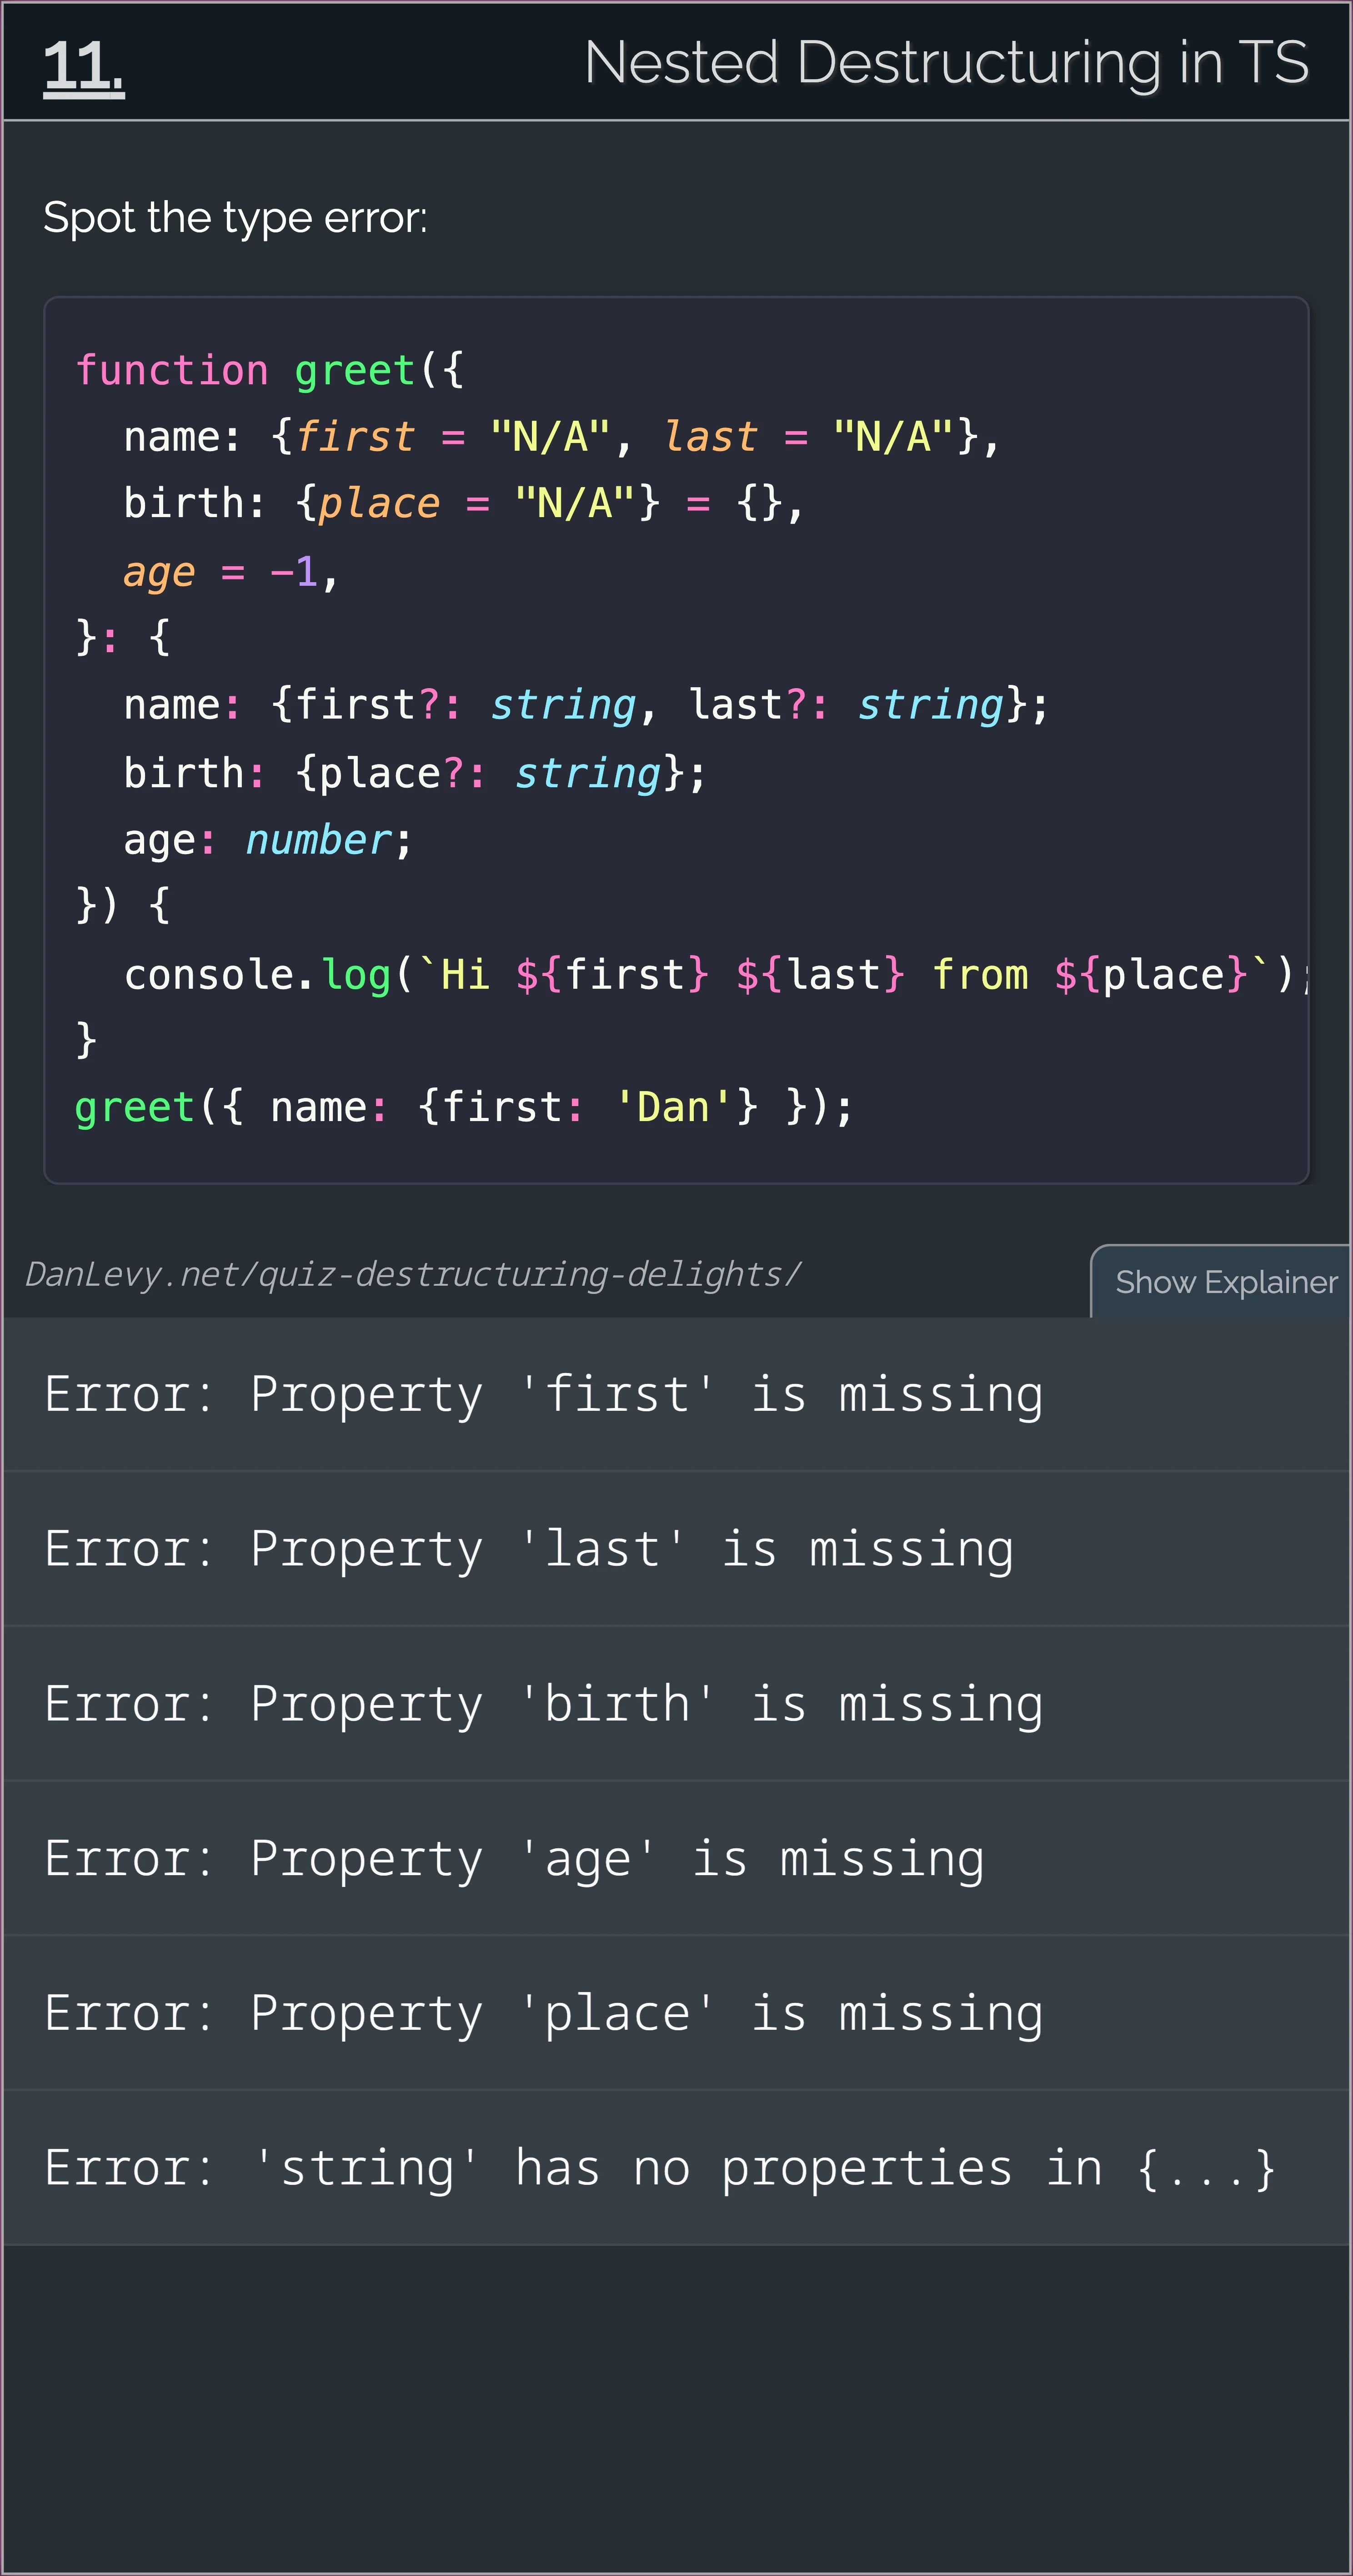 11.
Nested Destructuring in TS
Spot the type error:
function greet({
  name: {first = "N/A", last = "N/A"},
  birth: {place = "N/A"} = {},
  age = -1,
}: {
  name: {first?: string, last?: string};
  birth: {place?: string};
  age: number;
}) {
  console.log(`Hi ${first} ${last} from ${place}`);
}
greet({ name: {first: 'Dan'} });
DanLevy.net/quiz-destructuring-delights/
Show Explainer
Error: Property 'first' is missing
Error: Property 'last' is missing
Error: Property 'birth' is missing
Error: Property 'age' is missing
Error: Property 'place' is missing
Error: 'string' has no properties in {...}